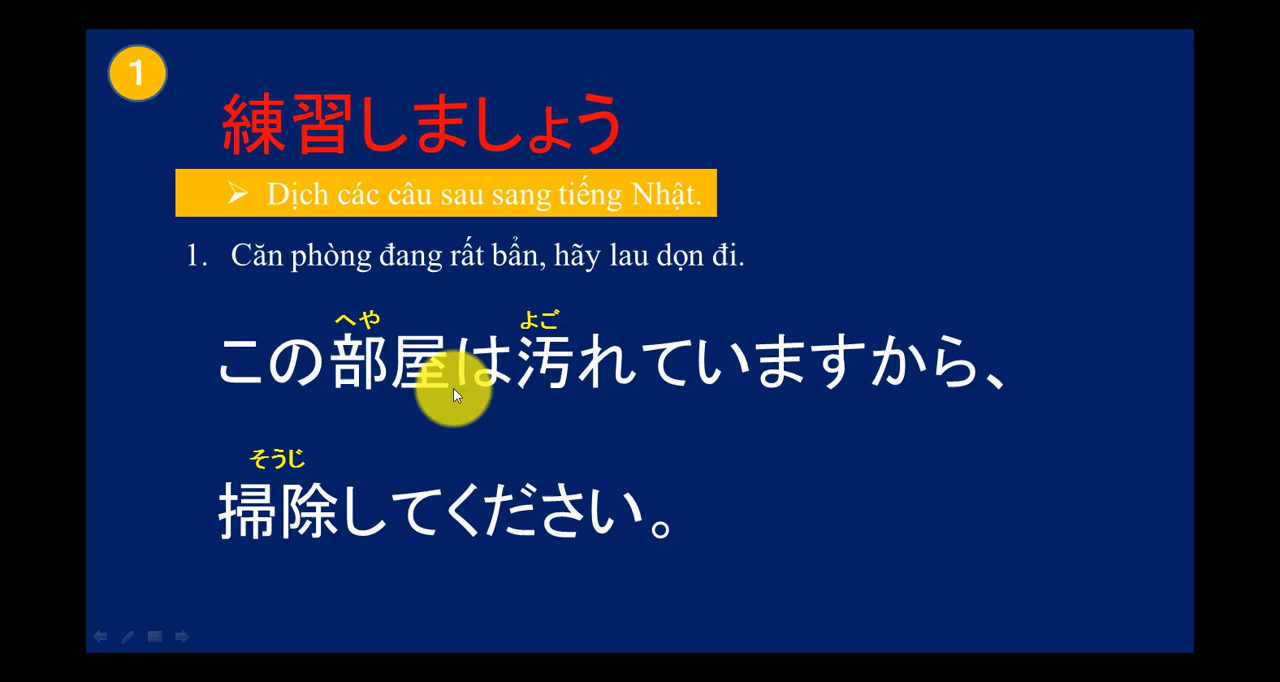 1
練習しましょう
➢ Dịch các câu sau sang tiếng Nhật.
1. Căn phòng đang rất bẩn, hãy lau dọn đi.
へや よご
この部屋は汚れていますから、
そうじ
掃除してください。